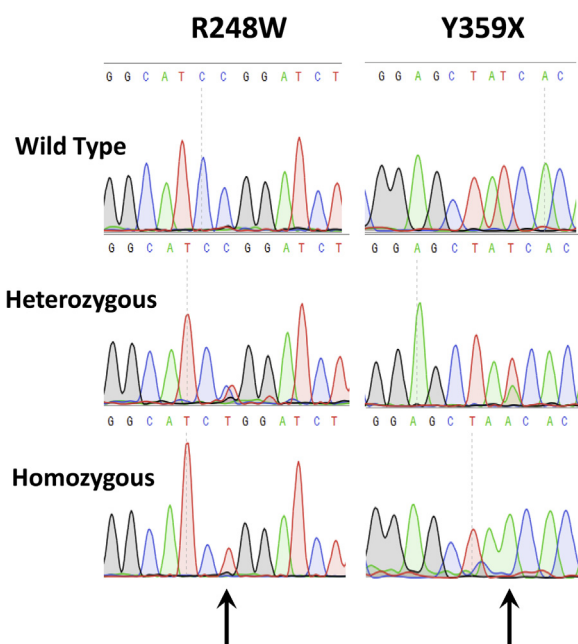 R248W Y359X
G G C A T C C G G A T C T G G A G C T A T C A C
Wild Type
G G C A T C C G G A T C T G G A G C T A T C A C
Heterozygous
G G C A T C T G G A T C T G G A G C T A A C A C
Homozygous